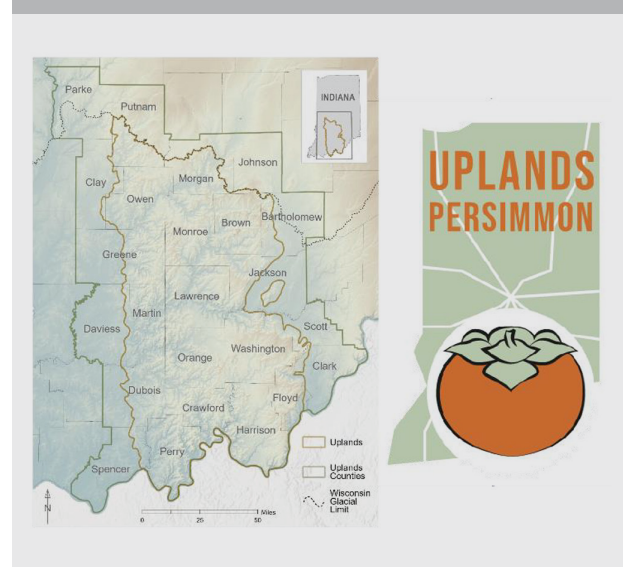 Parke
Putnam
INDIANA
Johnson
Morgan
Clay
Owen
Brown
Bartholomew
Monroe
Greene
Jackson
Lawrence
Martin
Scott
Daviess
Washington
Orange
Clark
Dubois
Floyd
Crawford
Harrison
Perry
Spencer
Uplands
Uplands
Counties
Wisconsin
Glacial
Limit
N
Miles
0 25 50
UPLANDS
PERSIMMON